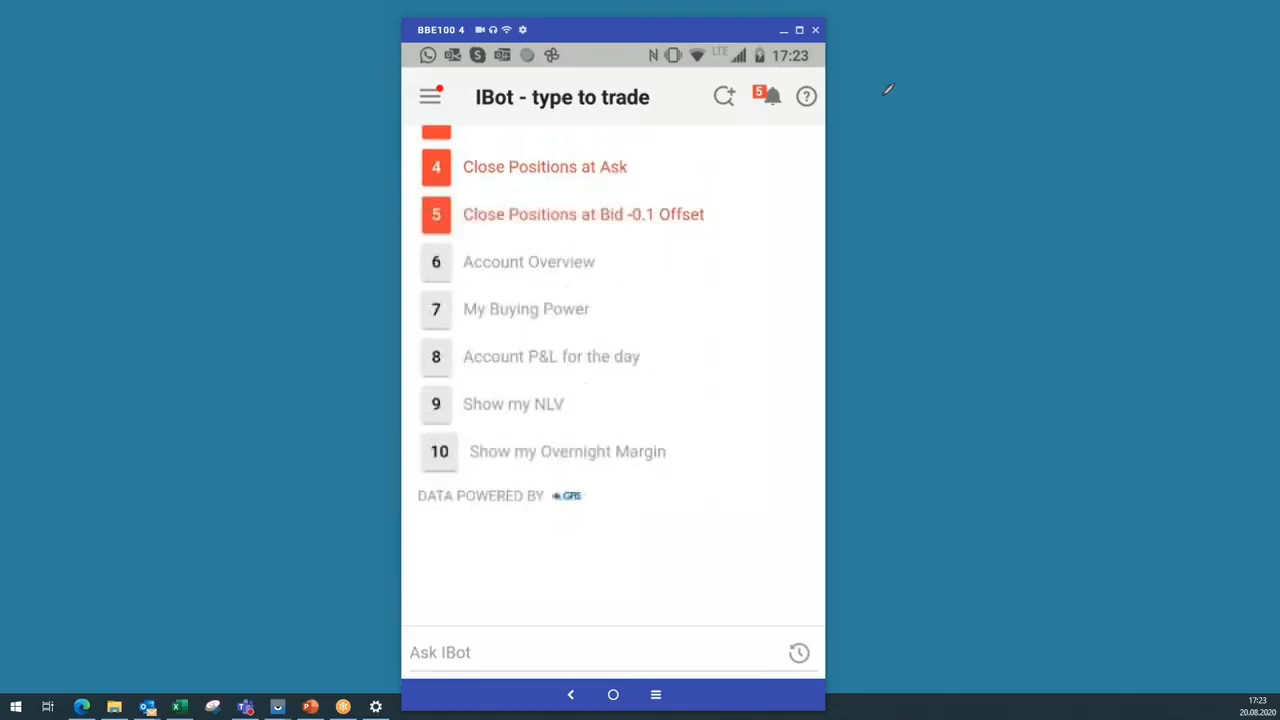 BBE100 4
LTE 17:23
IBot - type to trade
5
4 Close Positions at Ask
5 Close Positions at Bid -0.1 Offset
6 Account Overview
7 My Buying Power
8 Account P&L for the day
9 Show my NLV
10 Show my Overnight Margin
DATA POWERED BY
Ask IBot
17:23
20.08.2020